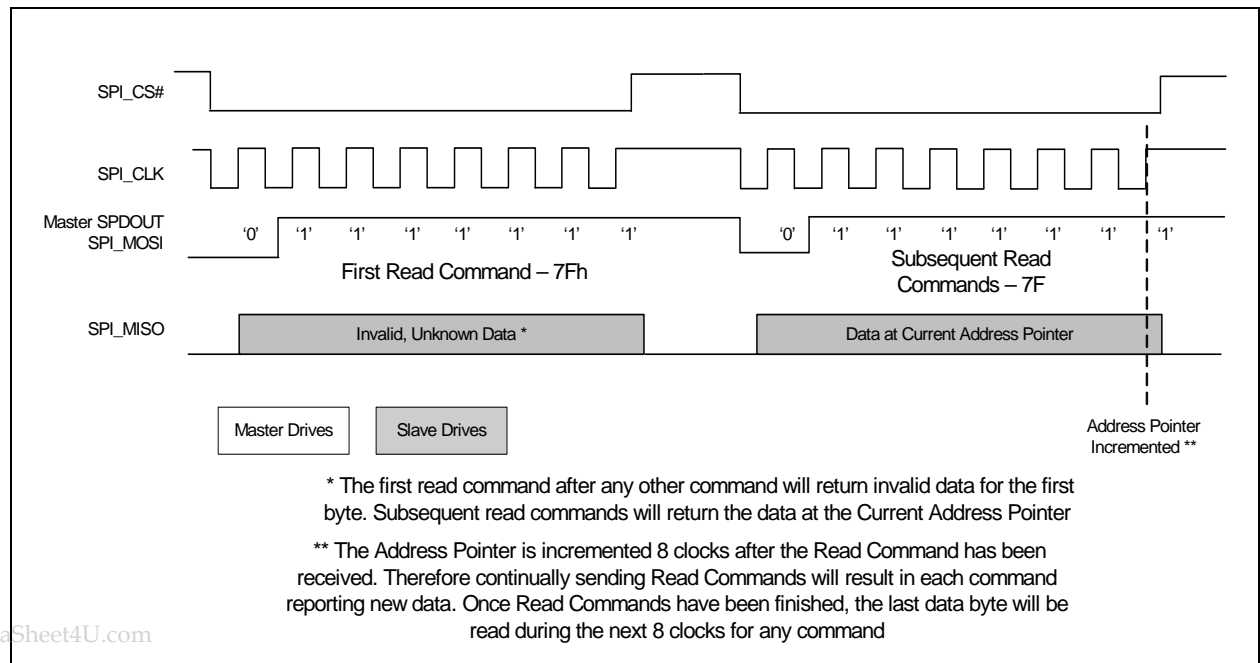 SPI_CS#
SPI_CLK
Master SPDOUT
SPI_MOSI
‘0’ ‘1’ ‘1’ ‘1’ ‘1’ ‘1’ ‘1’ ‘1’ ‘0’ ‘1’ ‘1’ ‘1’ ‘1’ ‘1’ ‘1’ ‘1’
First Read Command – 7Fh
Subsequent Read
Commands – 7F
SPI_MISO
Invalid, Unknown Data *
Data at Current Address Pointer
Master Drives
Slave Drives
Address Pointer
Incremented **
* The first read command after any other command will return invalid data for the first
byte. Subsequent read commands will return the data at the Current Address Pointer
** The Address Pointer is incremented 8 clocks after the Read Command has been
received. Therefore continually sending Read Commands will result in each command
reporting new data. Once Read Commands have been finished, the last data byte will be
read during the next 8 clocks for any command
aSheet4U.com